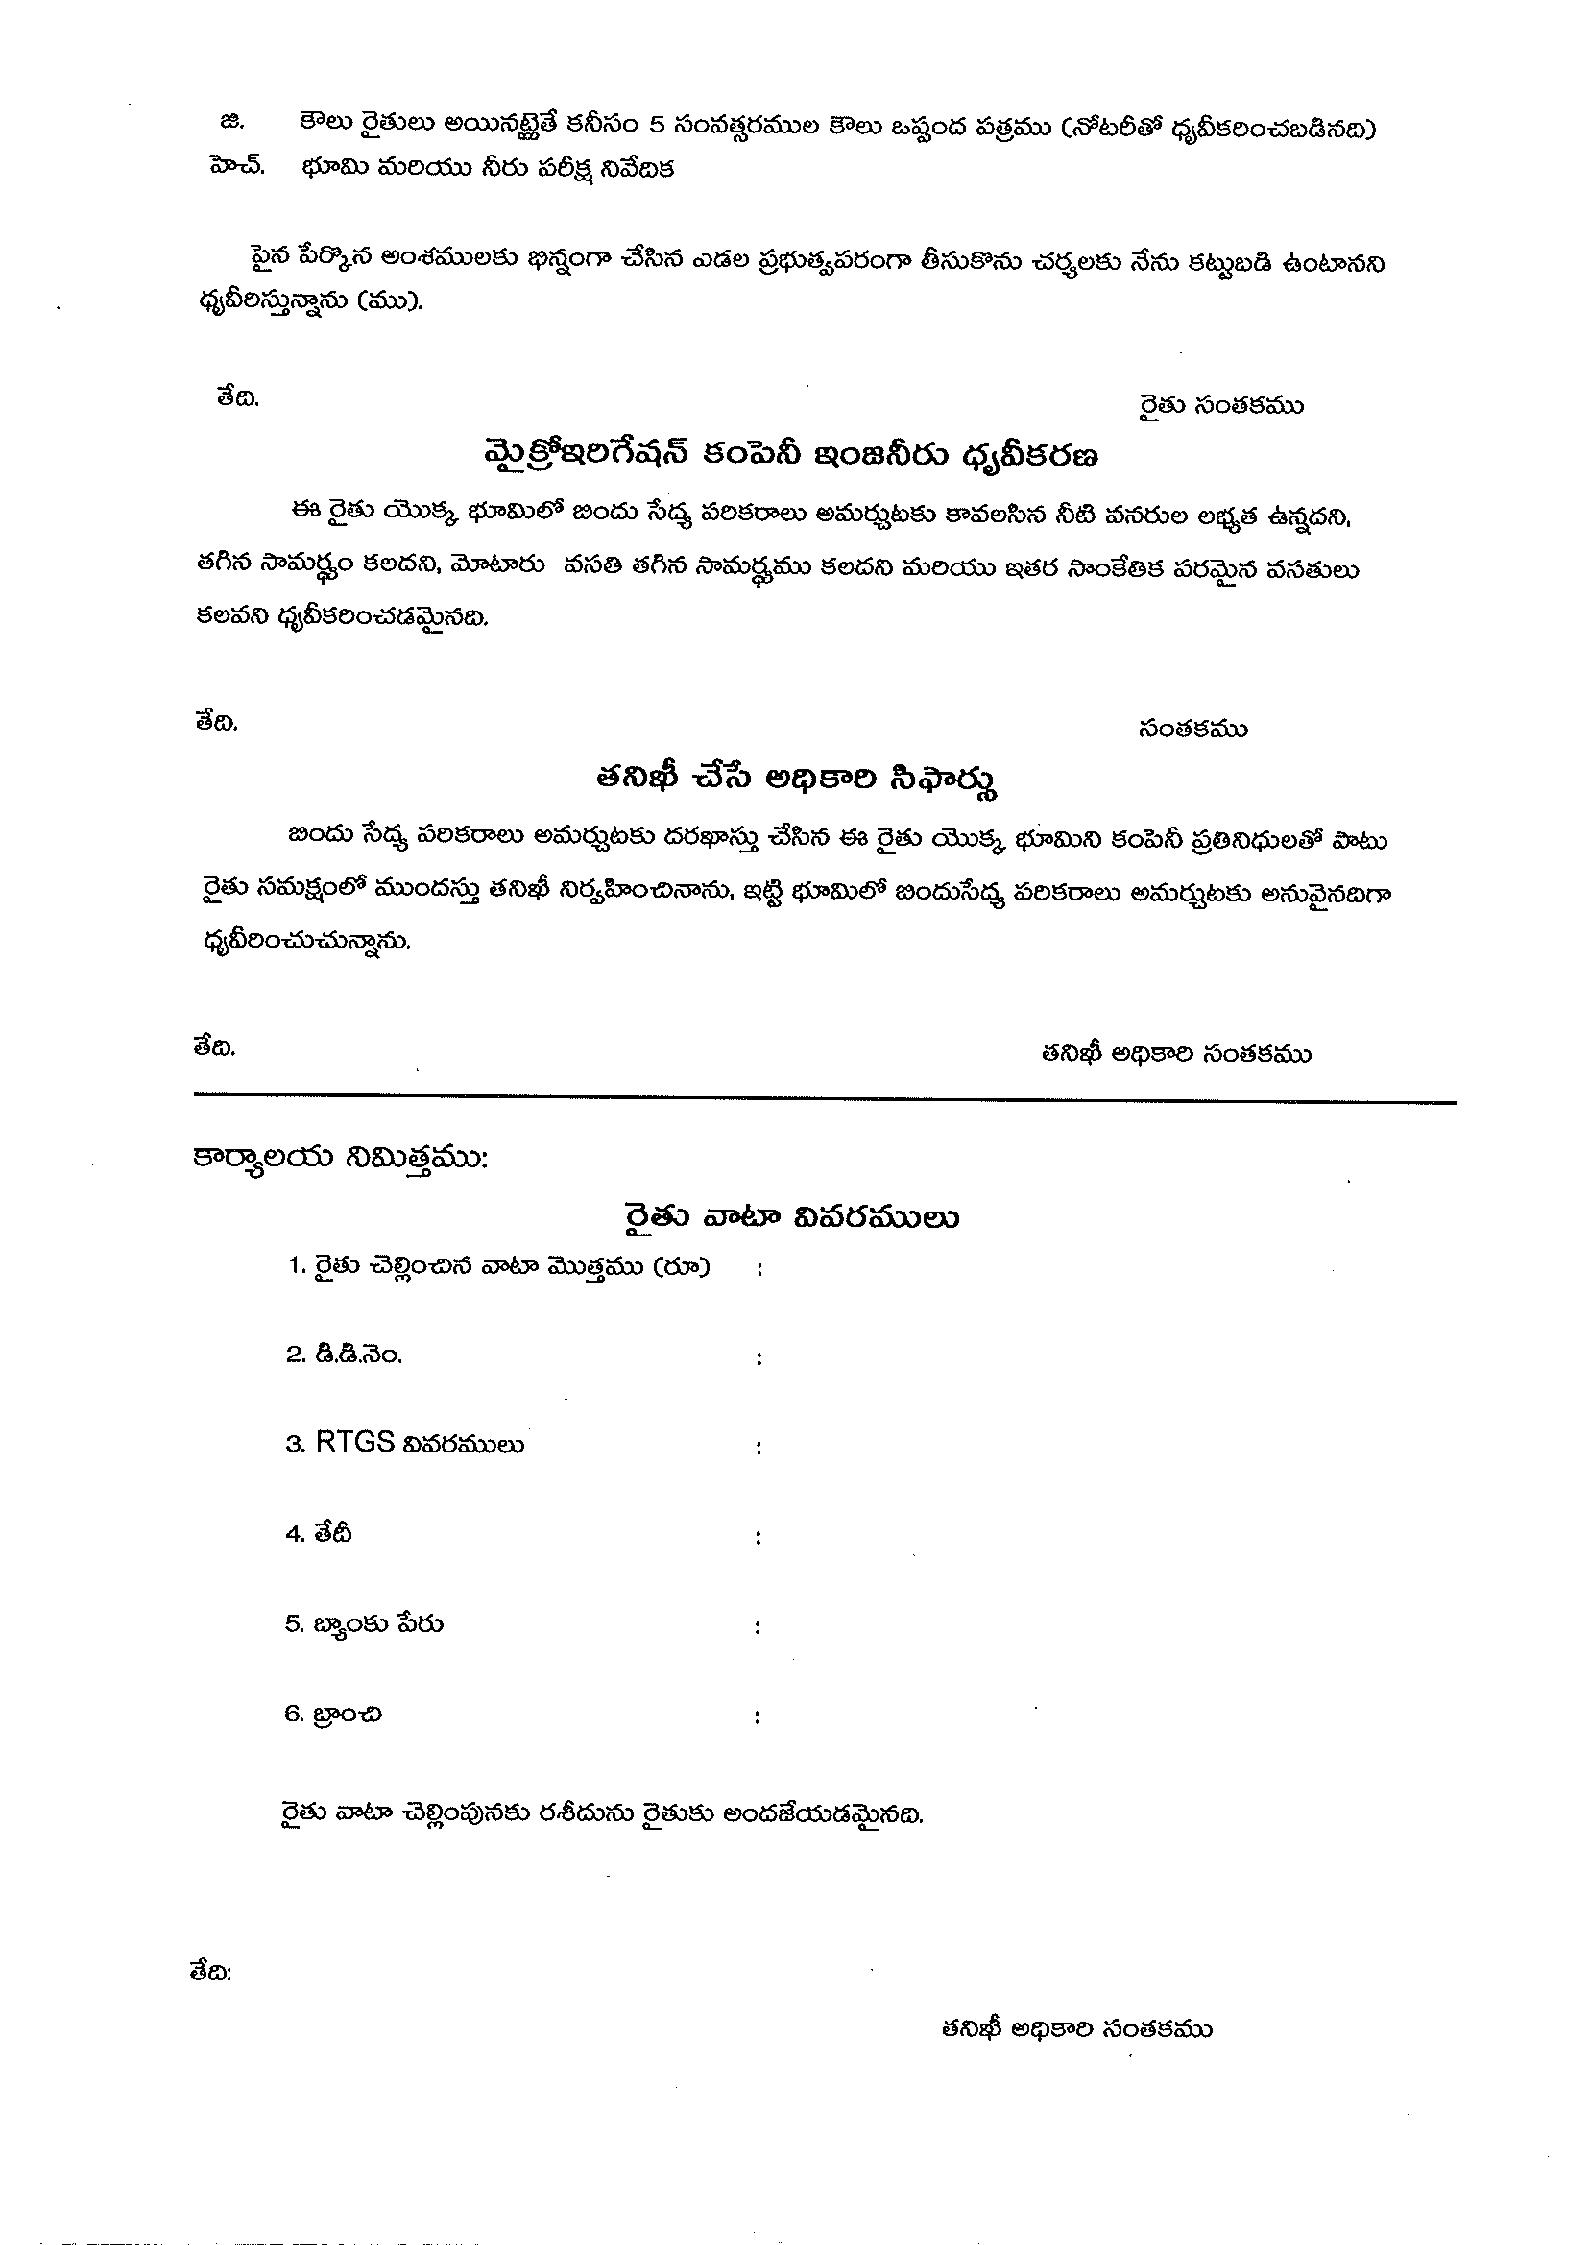 జి. కౌలు రైతులు అయినట్లైతే కనీసం 5 సంవత్సరముల కౌలు ఒప్పంద పత్రము (నోటరీతో ధృవీకరించబడినది)
హెచ్. భూమి మరియు నీరు పరీక్ష నివేదిక
పైన పేర్కొన అంశములకు భిన్నంగా చేసిన ఎడల ప్రభుత్వపరంగా తీసుకొను చర్యలకు నేను కట్టుబడి ఉంటానని
ధృవీరిస్తున్నాను (ము).
తేది. రైతు సంతకము
మైక్రోఇరిగేషన్ కంపెనీ ఇంజనీరు ధృవీకరణ
ఈ రైతు యొక్క భూమిలో బిందు సేద్య పరికరాలు అమర్చుటకు కావలసిన నీటి వనరుల లభ్యత ఉన్నదని,
తగిన సామర్థ్యం కలదని, మోటారు వసతి తగిన సామర్థ్యము కలదని మరియు ఇతర సాంకేతిక పరమైన వసతులు
కలవని ధృవీకరించడమైనది.
తేది. సంతకము
తనిఖీ చేసే అధికారి సిఫార్సు
బిందు సేద్య పరికరాలు అమర్చుటకు దరఖాస్తు చేసిన ఈ రైతు యొక్క భూమిని కంపెనీ ప్రతినిధులతో పాటు
రైతు సమక్షంలో ముందస్తు తనిఖీ నిర్వహించినాను, ఇట్టి భూమిలో బిందుసేద్య పరికరాలు అమర్చుటకు అనువైనదిగా
ధృవీరించుచున్నాను.
తేది. తనిఖీ అధికారి సంతకము
కార్యాలయ నిమిత్తము:
రైతు వాటా వివరములు
1. రైతు చెల్లించిన వాటా మొత్తము (రూ) :
2. డి.డి.నెం. :
3. RTGS వివరములు :
4. తేదీ :
5. బ్యాంకు పేరు :
6. బ్రాంచి :
రైతు వాటా చెల్లింపునకు రశీదును రైతుకు అందజేయడమైనది.
తేది:
తనిఖీ అధికారి సంతకము